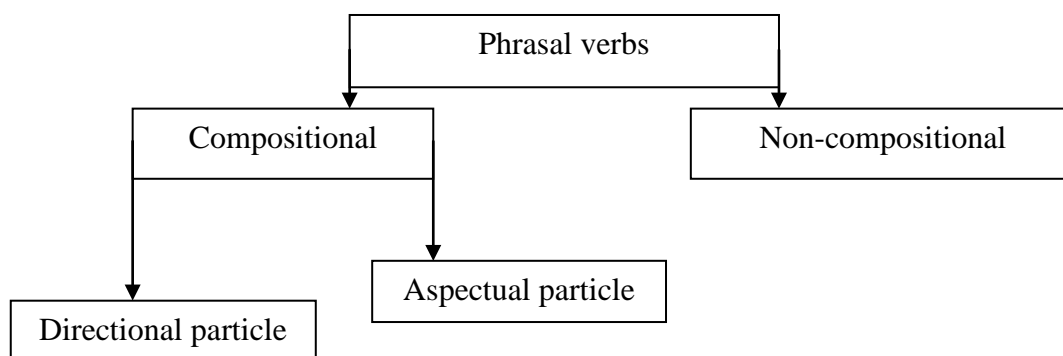 Phrasal verbs
Compositional
Non-compositional
Aspectual particle
Directional particle